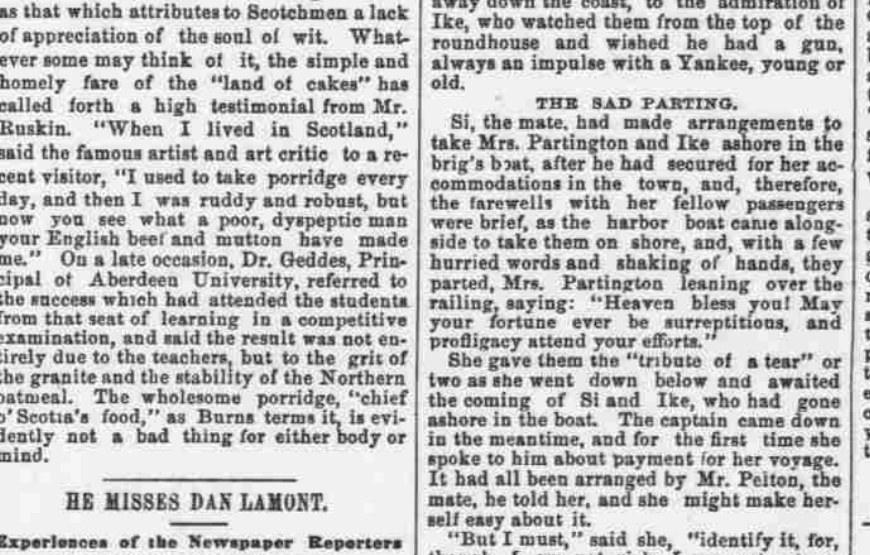 as that which attributes to Scotchmen a lack
of appreciation of the soul of wit. What-
ever some may think of it, the simple and
homely fare of the "land of cakes" has
called forth a high testimonial from Mr.
Ruskin. "When I lived in Scotland,"
said the famous artist and art critic to a re-
cent visitor, "I used to take porridge every
day, and then I was ruddy and robust, but
now you see what a poor, dyspeptic man
your English beef and mutton have made
me." On a late occasion, Dr. Geddes, Prin-
cipal of Aberdeen University, referred to
the success which had attended the students
from that seat of learning in a competitive
examination, and said the result was not en-
tirely due to the teachers, but to the grit of
the granite and the stability of the Northern
oatmeal. The wholesome porridge, "chief
o' Scotia's food," as Burns terms it, is evi-
dently not a bad thing for either body or
mind.
HE MISSES DAN LAMONT.
Experiences of the Newspaper Reporters
away down the coast, to the admiration of
Ike, who watched them from the top of the
roundhouse and wished he had a gun,
always an impulse with a Yankee, young or
old.
THE SAD PARTING.
Si, the mate, had made arrangements to
take Mrs. Partington and Ike ashore in the
brig's boat, after he had secured for her ac-
commodations in the town, and, therefore,
the farewells with her fellow passengers
were brief, as the harbor boat came along-
side to take them on shore, and, with a few
hurried words and shaking of hands, they
parted, Mrs. Partington leaning over the
railing, saying: "Heaven bless you! May
your fortune ever be surreptitious, and
profligacy attend your efforts."
She gave them the "tribute of a tear" or
two as she went down below and awaited
the coming of Si and Ike, who had gone
ashore in the boat. The captain came down
in the meantime, and for the first time she
spoke to him about payment for her voyage.
It had all been arranged by Mr. Pelton, the
mate, he told her, and she might make her-
self easy about it.
"But I must," said she, "identify it, for,